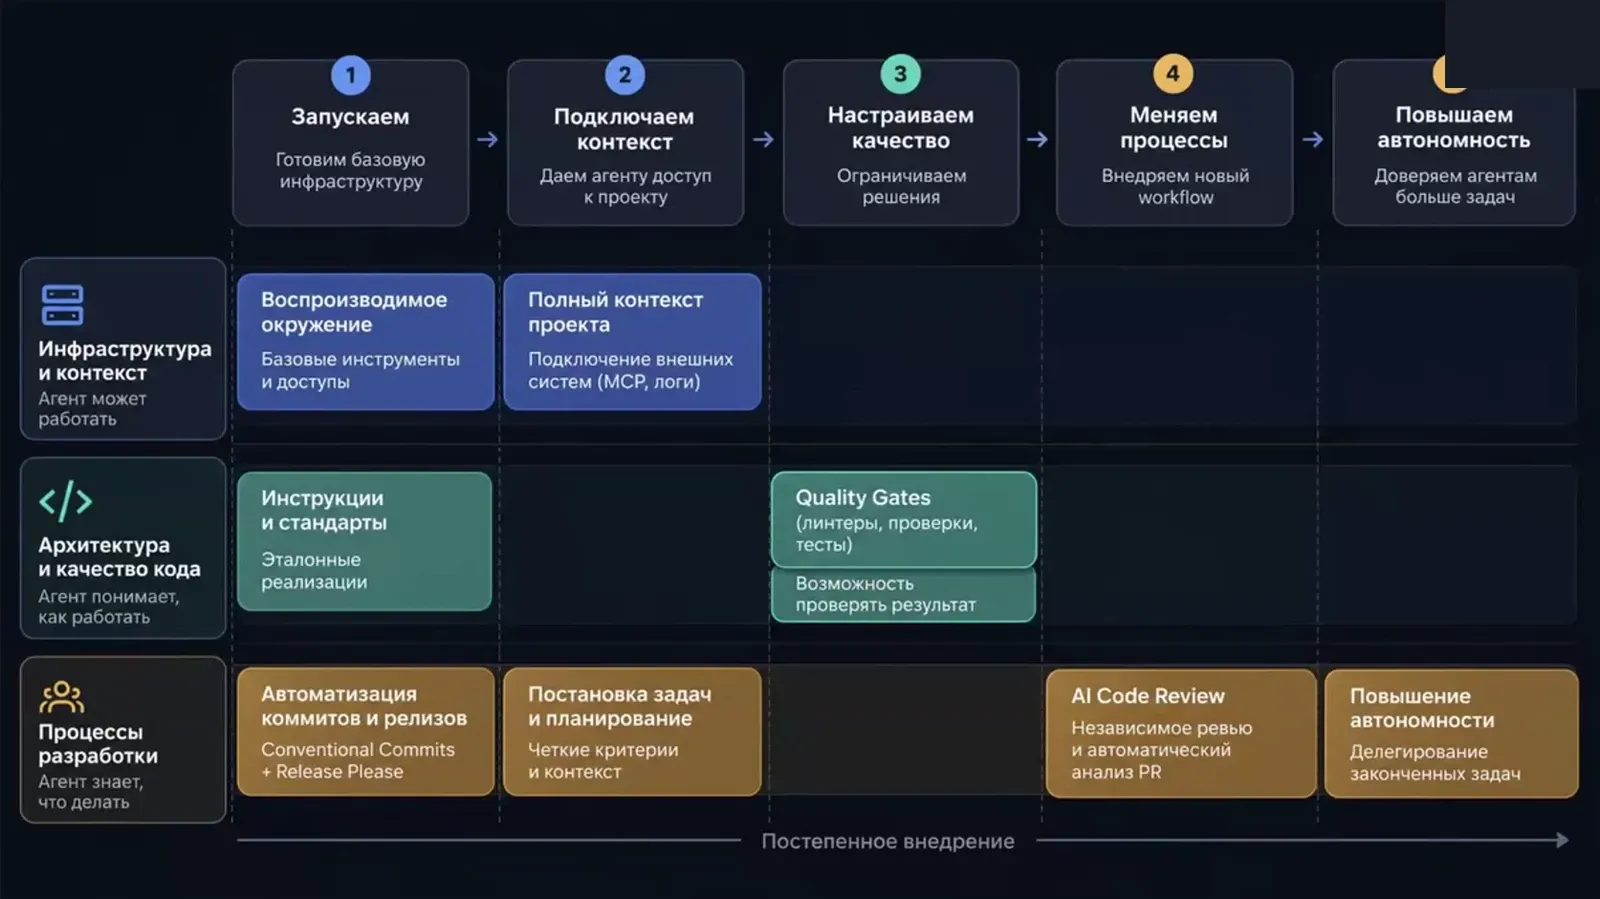 1
Запускаем
Готовим базовую
инфраструктуру
2
Подключаем
контекст
Даем агенту доступ
к проекту
3
Настраиваем
качество
Ограничиваем
решения
4
Меняем
процессы
Внедряем новый
workflow
Повышаем
автономность
Доверяем агентам
больше задач
Инфраструктура
и контекст
Агент может
работать
Воспроизводимое
окружение
Базовые инструменты
и доступы
Полный контекст
проекта
Подключение внешних
систем (MCP, логи)
Архитектура
и качество кода
Агент понимает,
как работать
Инструкции
и стандарты
Эталонные
реализации
Quality Gates
(линтеры, проверки,
тесты)
Возможность
проверять результат
Процессы
разработки
Агент знает,
что делать
Автоматизация
коммитов и релизов
Conventional Commits
+ Release Please
Постановка задач
и планирование
Четкие критерии
и контекст
AI Code Review
Независимое ревью
и автоматический
анализ PR
Повышение
автономности
Делегирование
законченных задач
Постепенное внедрение